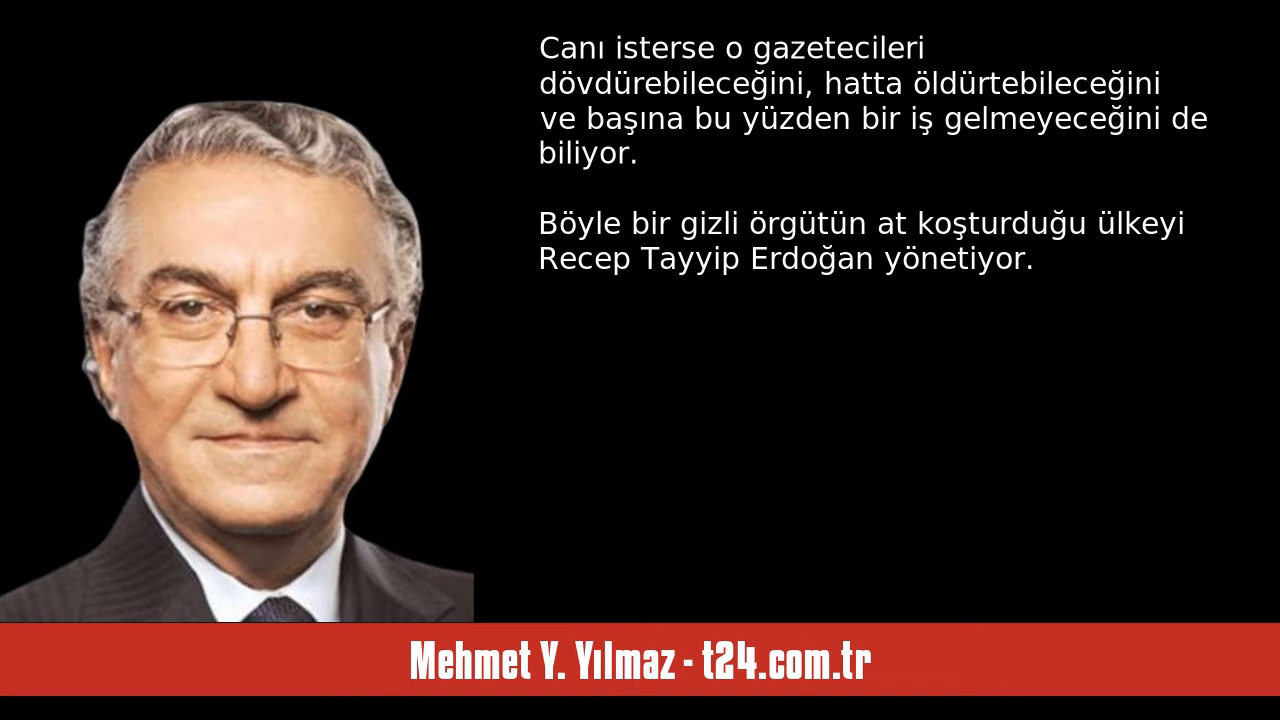 Canı isterse o gazetecileri
dövdürebileceğini, hatta öldürtebileceğini
ve başına bu yüzden bir iş gelmeyeceğini de
biliyor.
Böyle bir gizli örgütün at koşturduğu ülkeyi
Recep Tayyip Erdoğan yönetiyor.
Mehmet Y. Yılmaz - t24.com.tr